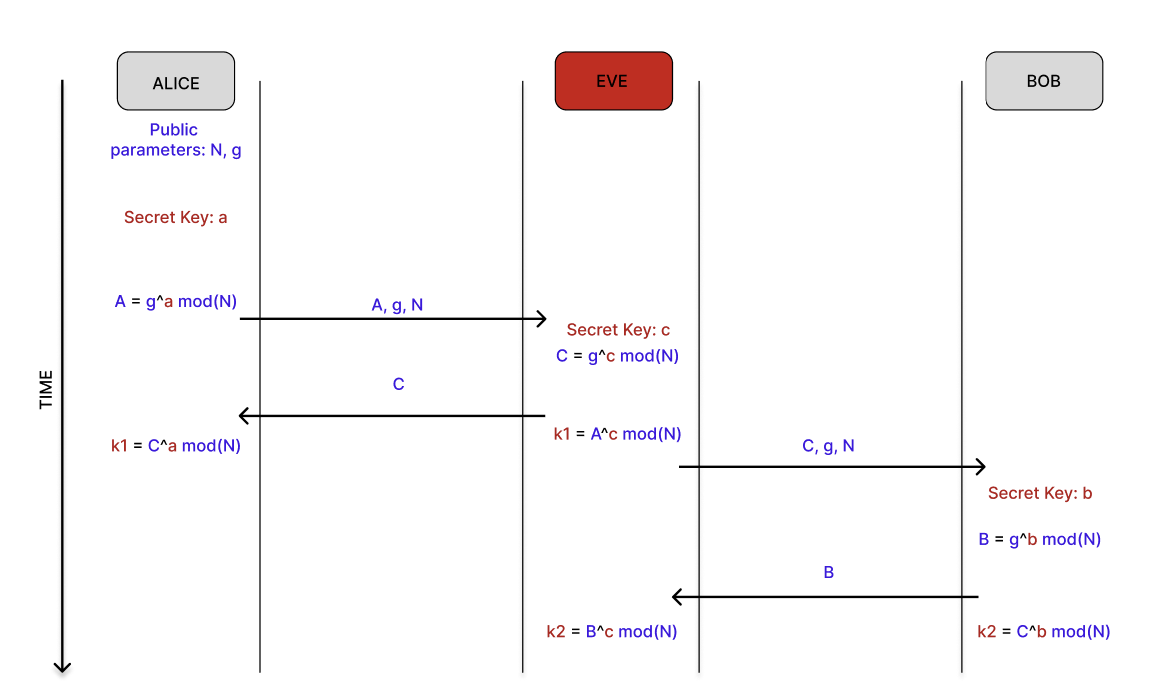 ALICE
EVE
BOB
Public
parameters: N, g
Secret Key: a
A = g^a mod(N)
A, g, N
Secret Key: c
C = g^c mod(N)
TIME
C
k1 = C^a mod(N)
k1 = A^c mod(N)
C, g, N
Secret Key: b
B = g^b mod(N)
B
k2 = B^c mod(N)
k2 = C^b mod(N)